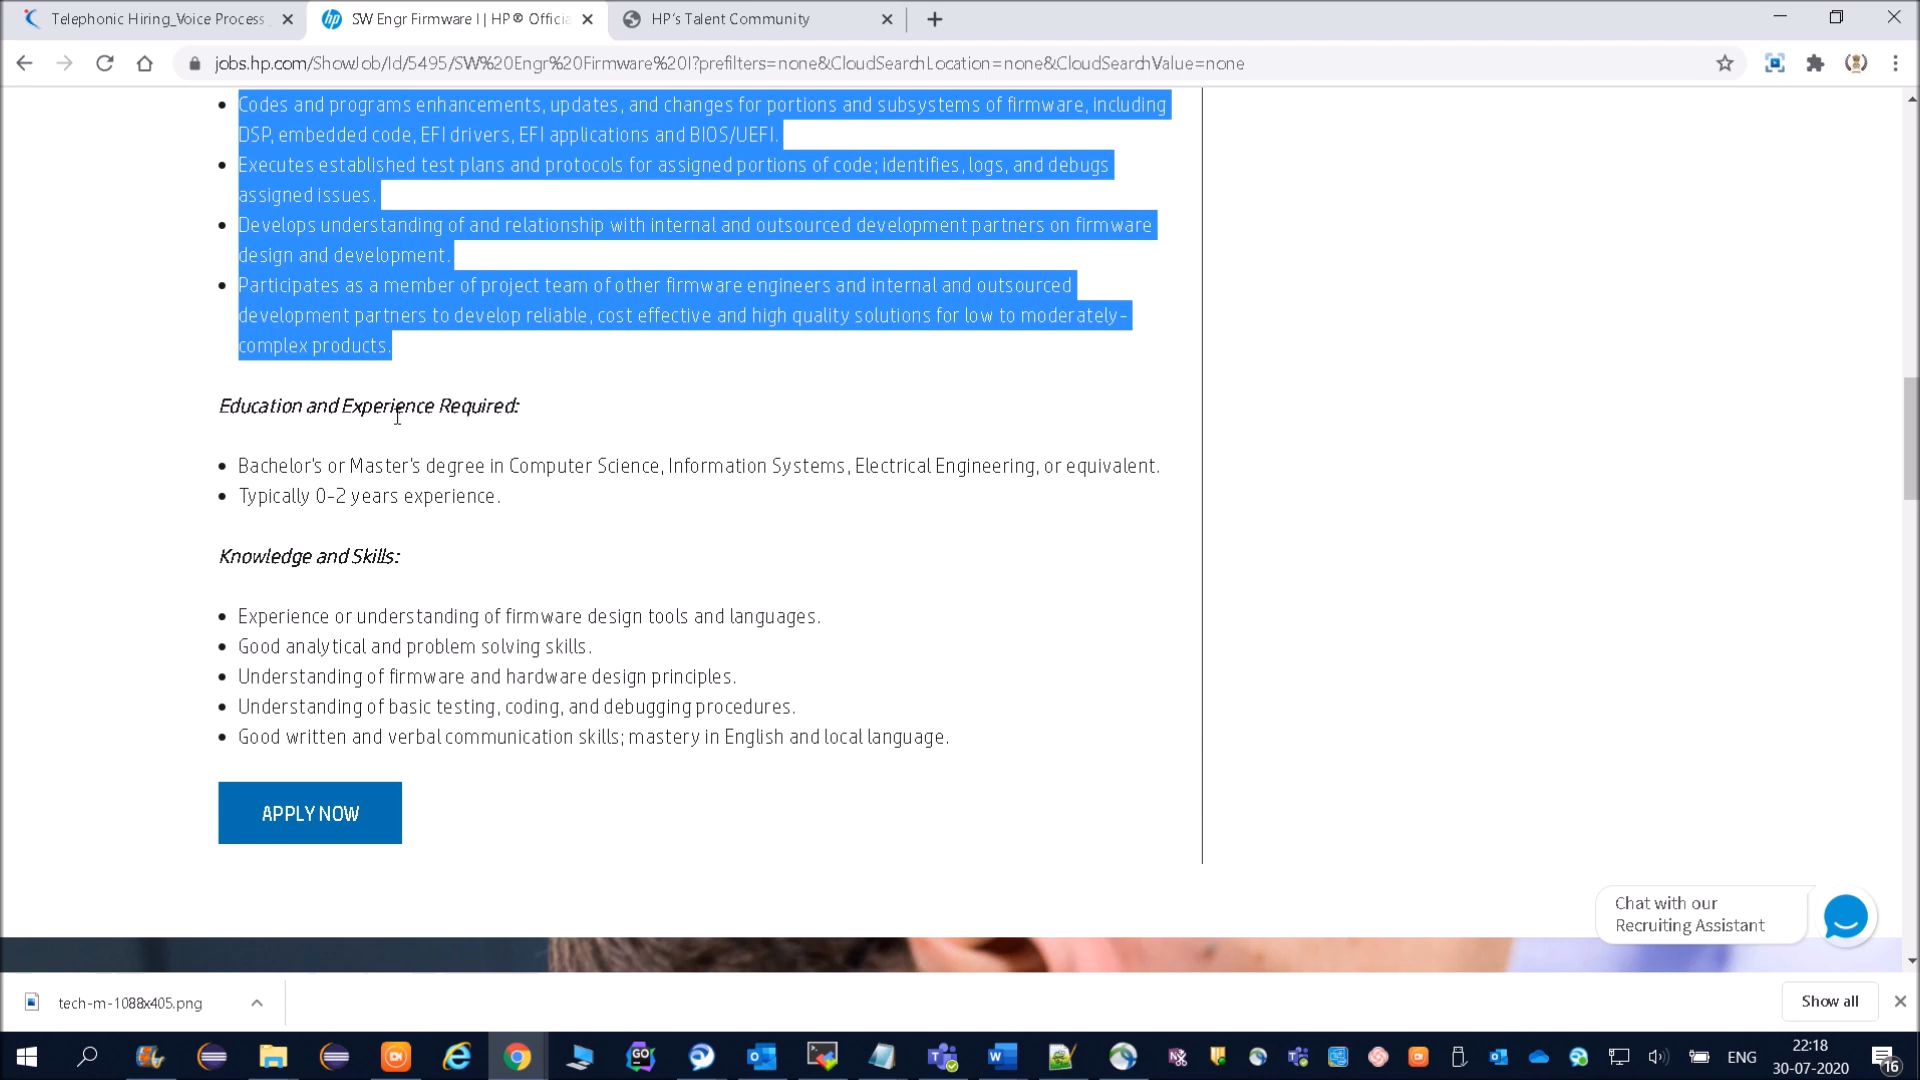 Telephonic Hiring_Voice Process
SW Engr Firmware I | HP® Officia
HP's Talent Community
jobs.hp.com/ShowJob/Id/5495/SW%20Engr%20Firmware%20I?prefilters=none&CloudSearchLocation=none&CloudSearchValue=none
Codes and programs enhancements, updates, and changes for portions and subsystems of firmware, including
DSP, embedded code, EFI drivers, EFI applications and BIOS/UEFI.
Executes established test plans and protocols for assigned portions of code; identifies, logs, and debugs
assigned issues.
Develops understanding of and relationship with internal and outsourced development partners on firmware
design and development.
Participates as a member of project team of other firmware engineers and internal and outsourced
development partners to develop reliable, cost effective and high quality solutions for low to moderately-
complex products.
Education and Experience Required:
Bachelor's or Master's degree in Computer Science, Information Systems, Electrical Engineering, or equivalent.
Typically 0-2 years experience.
Knowledge and Skills:
Experience or understanding of firmware design tools and languages.
Good analytical and problem solving skills.
Understanding of firmware and hardware design principles.
Understanding of basic testing, coding, and debugging procedures.
Good written and verbal communication skills; mastery in English and local language.
APPLY NOW
Chat with our
Recruiting Assistant
tech-m-1088x405.png
Show all
ENG
22:18
30-07-2020
16